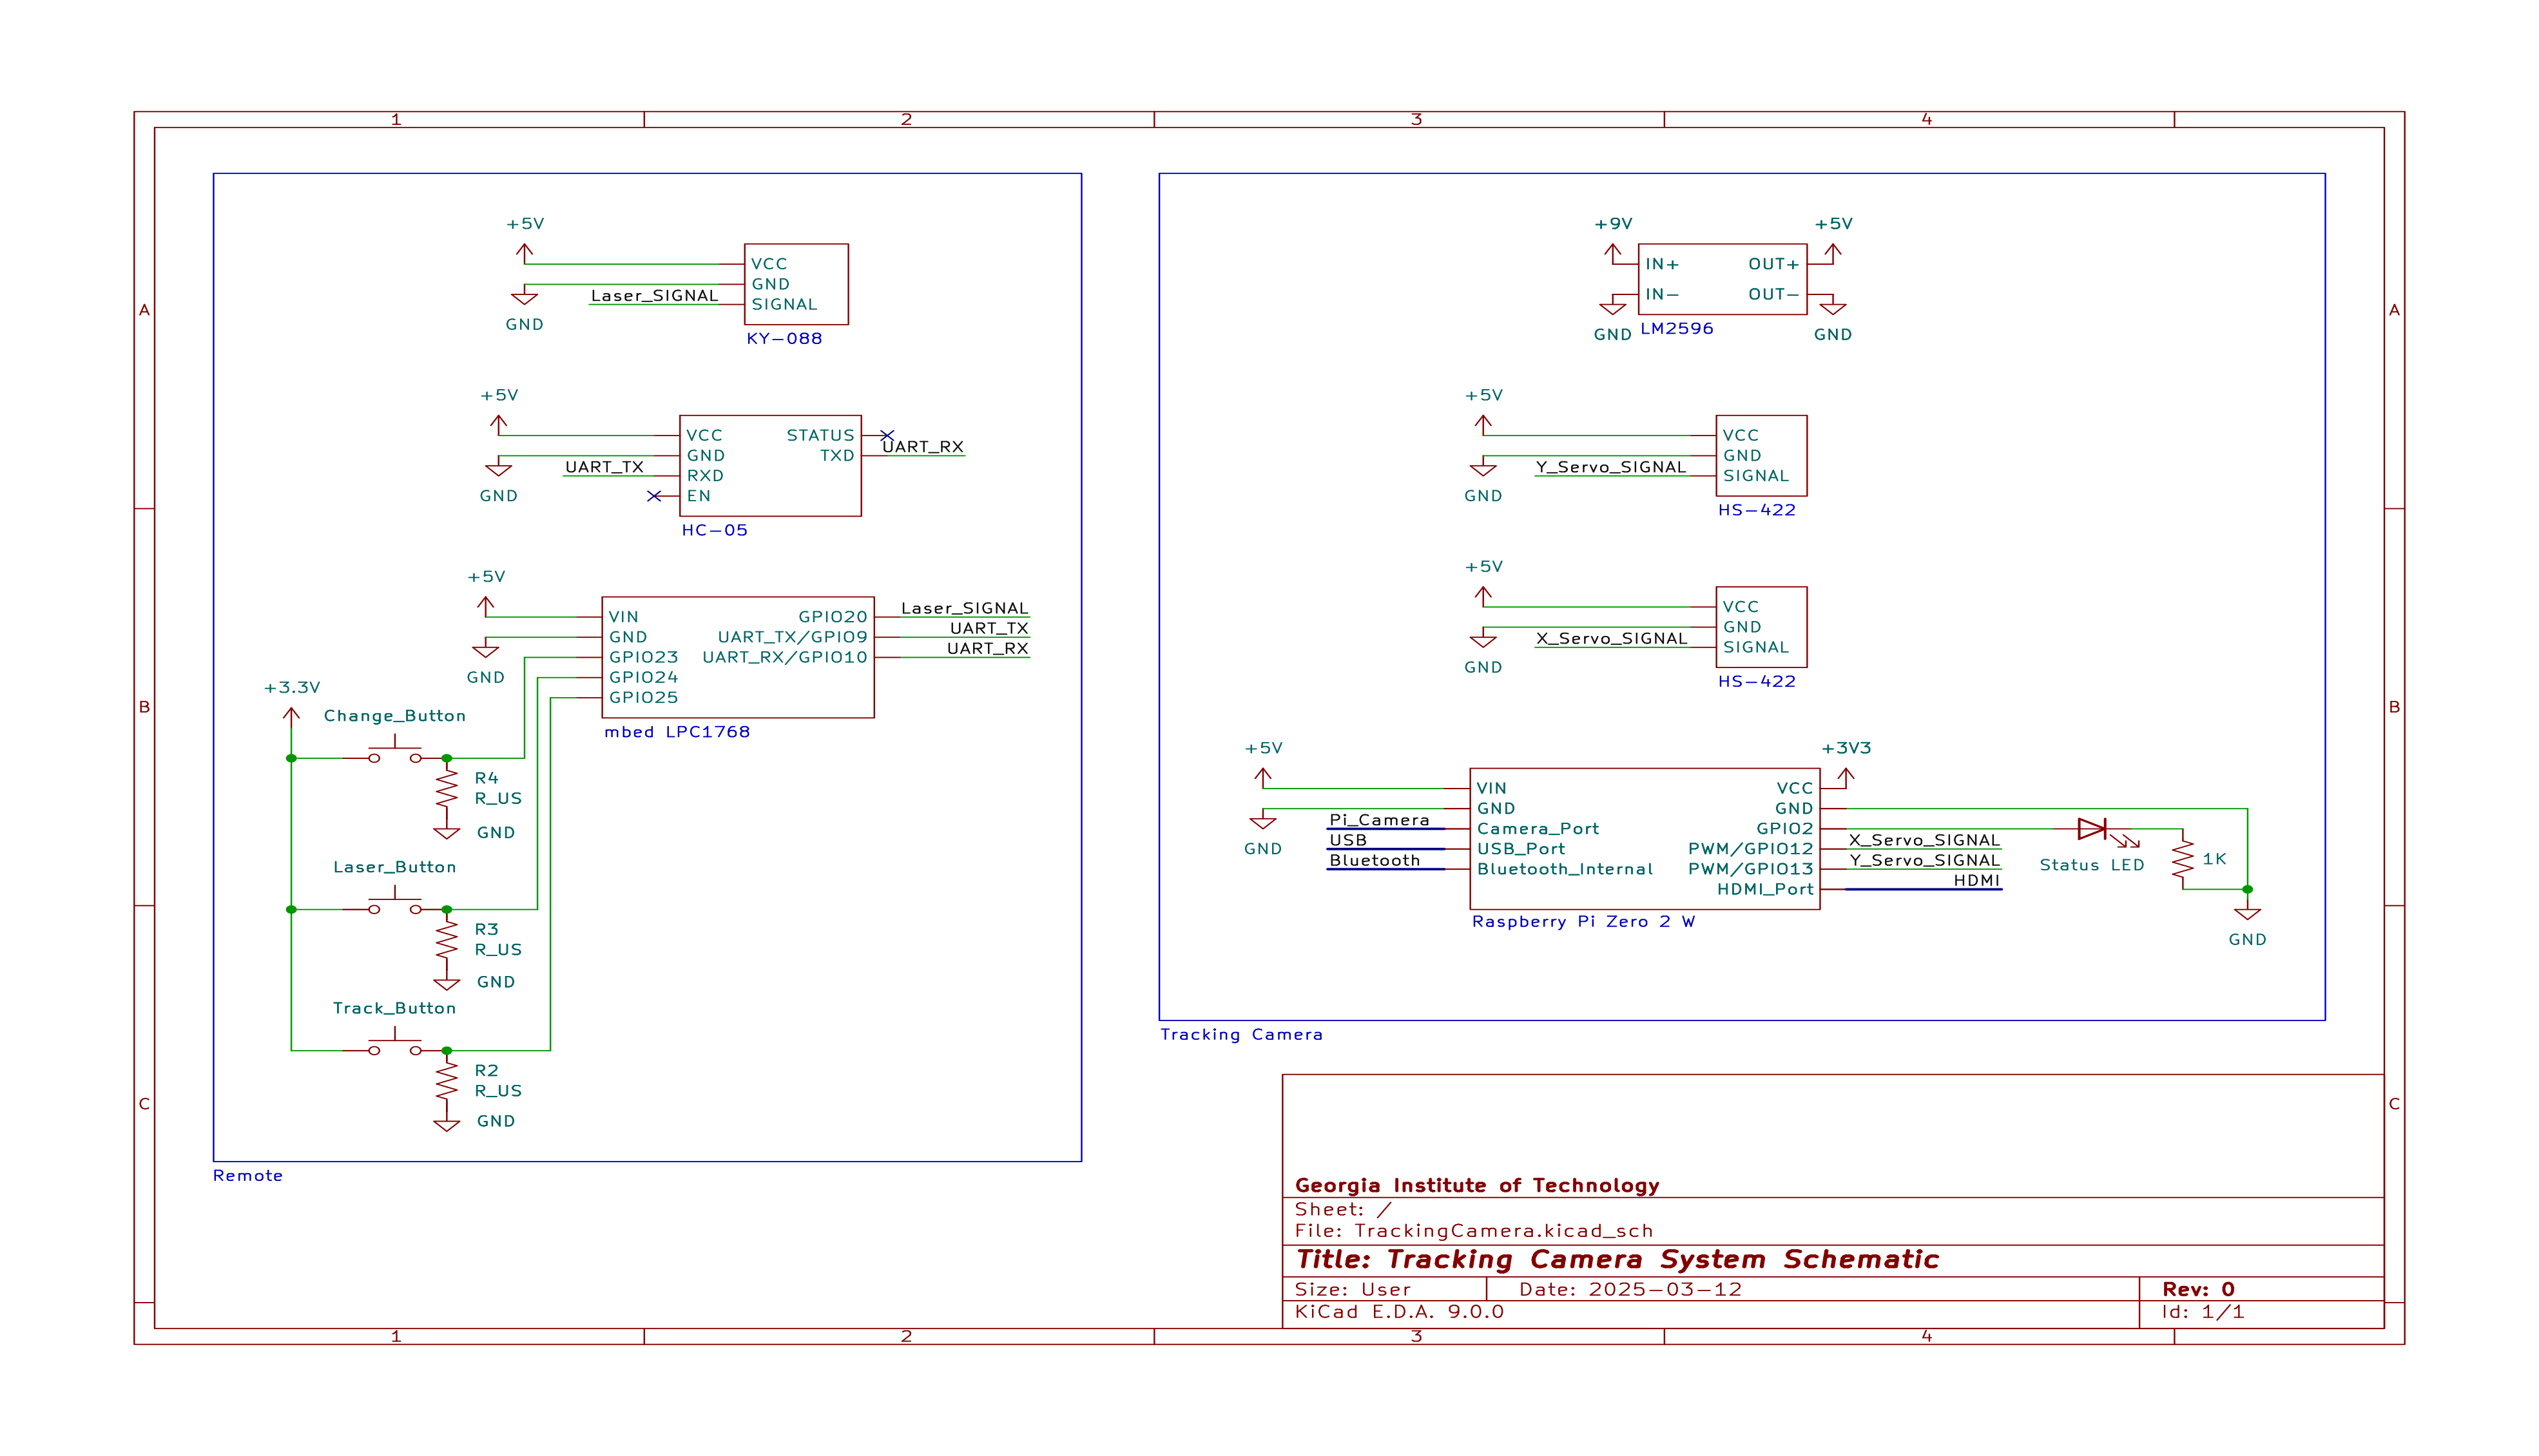 1 2 3 4
A
A
B
B
C
C
+5V
VCC
GND
SIGNAL
Laser_SIGNAL
GND
KY-088
+5V
VCC
GND
RXD
EN
STATUS
TXD
UART_TX
UART_RX
GND
HC-05
+5V
VIN
GND
GPIO23
GPIO24
GPIO25
GPIO20
UART_TX/GPIO9
UART_RX/GPIO10
Laser_SIGNAL
UART_TX
UART_RX
GND
mbed LPC1768
+3.3V
Change_Button
R4
R_US
GND
Laser_Button
R3
R_US
GND
Track_Button
R2
R_US
GND
Remote
+9V
+5V
IN+
IN-
OUT+
OUT-
GND
GND
LM2596
+5V
VCC
GND
SIGNAL
Y_Servo_SIGNAL
GND
HS-422
+5V
VCC
GND
SIGNAL
X_Servo_SIGNAL
GND
HS-422
+5V
+3V3
VIN
GND
Camera_Port
USB_Port
Bluetooth_Internal
VCC
GND
GPIO2
PWM/GPIO12
PWM/GPIO13
HDMI_Port
Pi_Camera
USB
Bluetooth
GND
X_Servo_SIGNAL
Y_Servo_SIGNAL
HDMI
Status LED
1K
GND
Raspberry Pi Zero 2 W
Tracking Camera
Georgia Institute of Technology
Sheet: /
File: TrackingCamera.kicad_sch
Title: Tracking Camera System Schematic
Size: User
Date: 2025-03-12
Rev: 0
KiCad E.D.A. 9.0.0
Id: 1/1
1 2 3 4